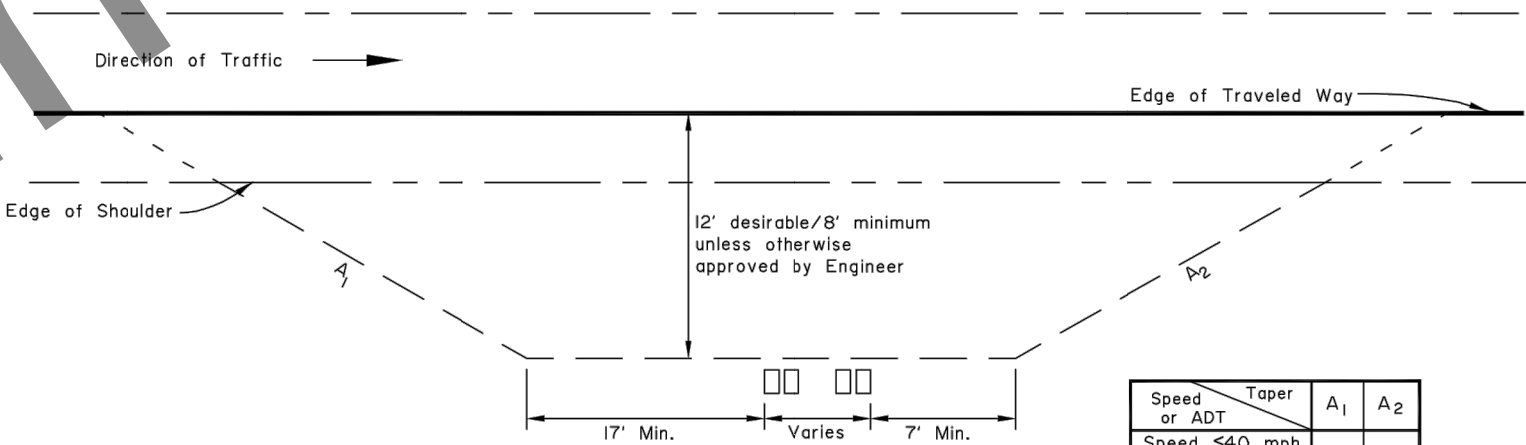 Direction of Traffic
Edge of Traveled Way
Edge of Shoulder
12' desirable/8' minimum
unless otherwise
approved by Engineer
A1
A2
17' Min.
Varies
7' Min.
Taper
Speed
or ADT
A1
A2
Speed ≤40 mph